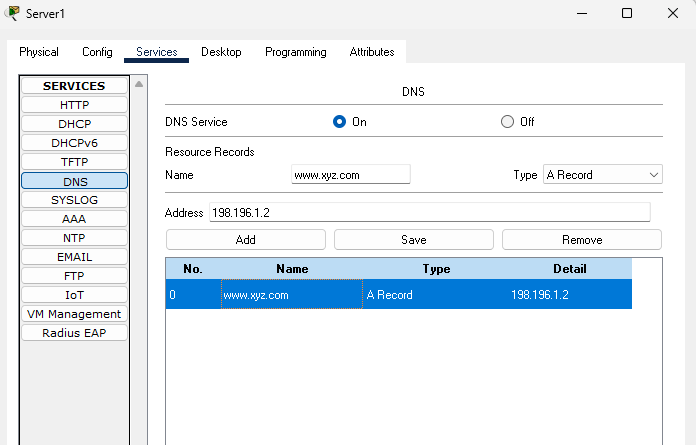 Server1
Physical Config Services Desktop Programming Attributes
SERVICES
HTTP
DHCP
DHCPv6
TFTP
DNS
SYSLOG
AAA
NTP
EMAIL
FTP
IoT
VM Management
Radius EAP
DNS
DNS Service On Off
Resource Records
Name www.xyz.com Type A Record
Address 198.196.1.2
Add Save Remove
No. Name Type Detail
0 www.xyz.com A Record 198.196.1.2